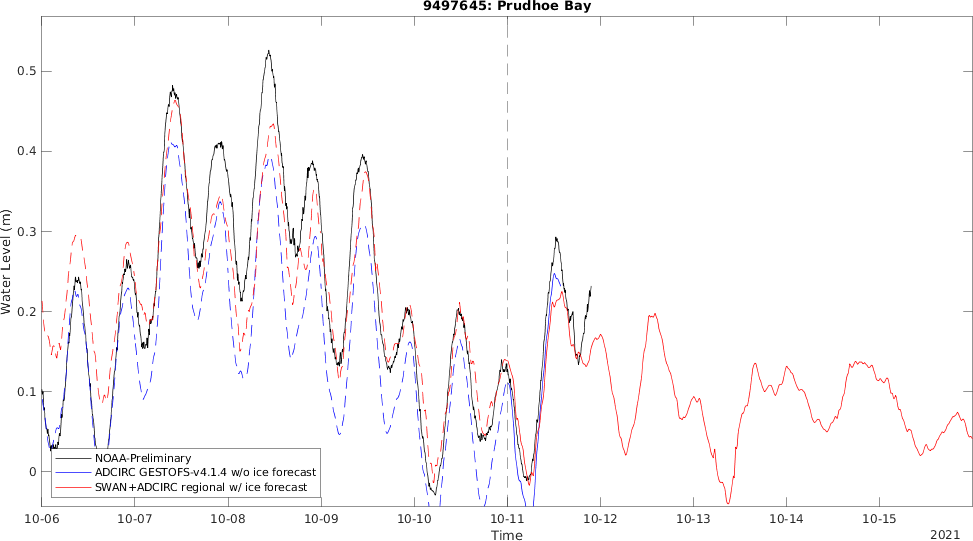 9497645: Prudhoe Bay
Water Level (m)
0.5
0.4
0.3
0.2
0.1
0
NOAA-Preliminary
ADCIRC GESTOFS-v4.1.4 w/o ice forecast
SWAN+ADCIRC regional w/ ice forecast
10-06 10-07 10-08 10-09 10-10 10-11 10-12 10-13 10-14 10-15
Time
2021